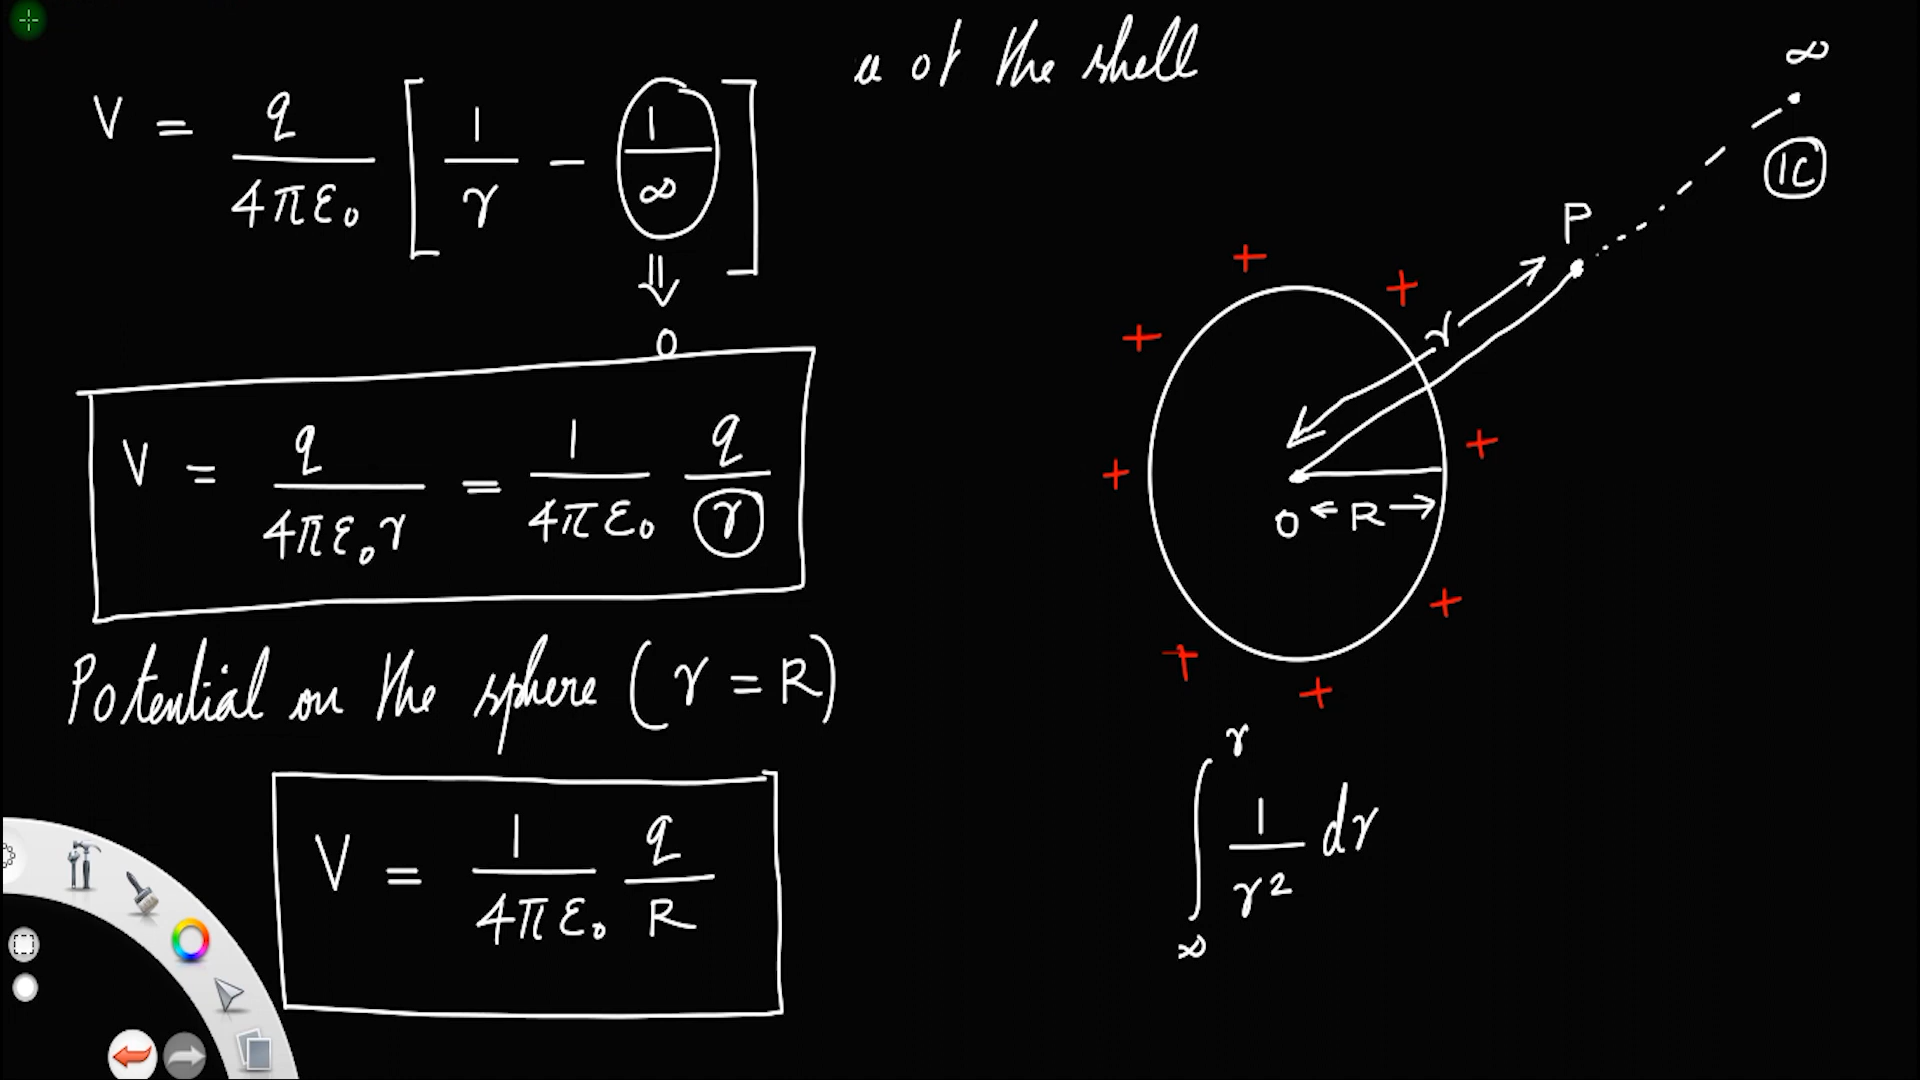 a of the shell
V = q/4πε₀ [1/r - 1/∞]
⇓
0
V = q/4πε₀r = 1/4πε₀ q/r
Potential on the sphere (r = R)
V = 1/4πε₀ q/R
∞
1C
P
r
O ← R →
+ + + + + + + + +
∫ r ∞ 1/r² dr